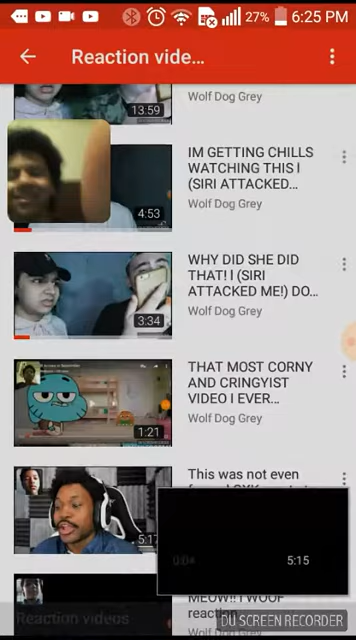 27% 6:25 PM
Reaction vide...
13:59
Wolf Dog Grey
IM GETTING CHILLS
WATCHING THIS I
(SIRI ATTACKED...
4:53
Wolf Dog Grey
WHY DID SHE DID
THAT! I (SIRI
ATTACKED ME!) DO...
3:34
Wolf Dog Grey
THAT MOST CORNY
AND CRINGYIST
VIDEO I EVER...
1:21
Wolf Dog Grey
This was not even
5:17
0:04
5:15
MEOW!! I WOOF
reaction
Reaction videos
DU SCREEN RECORDER